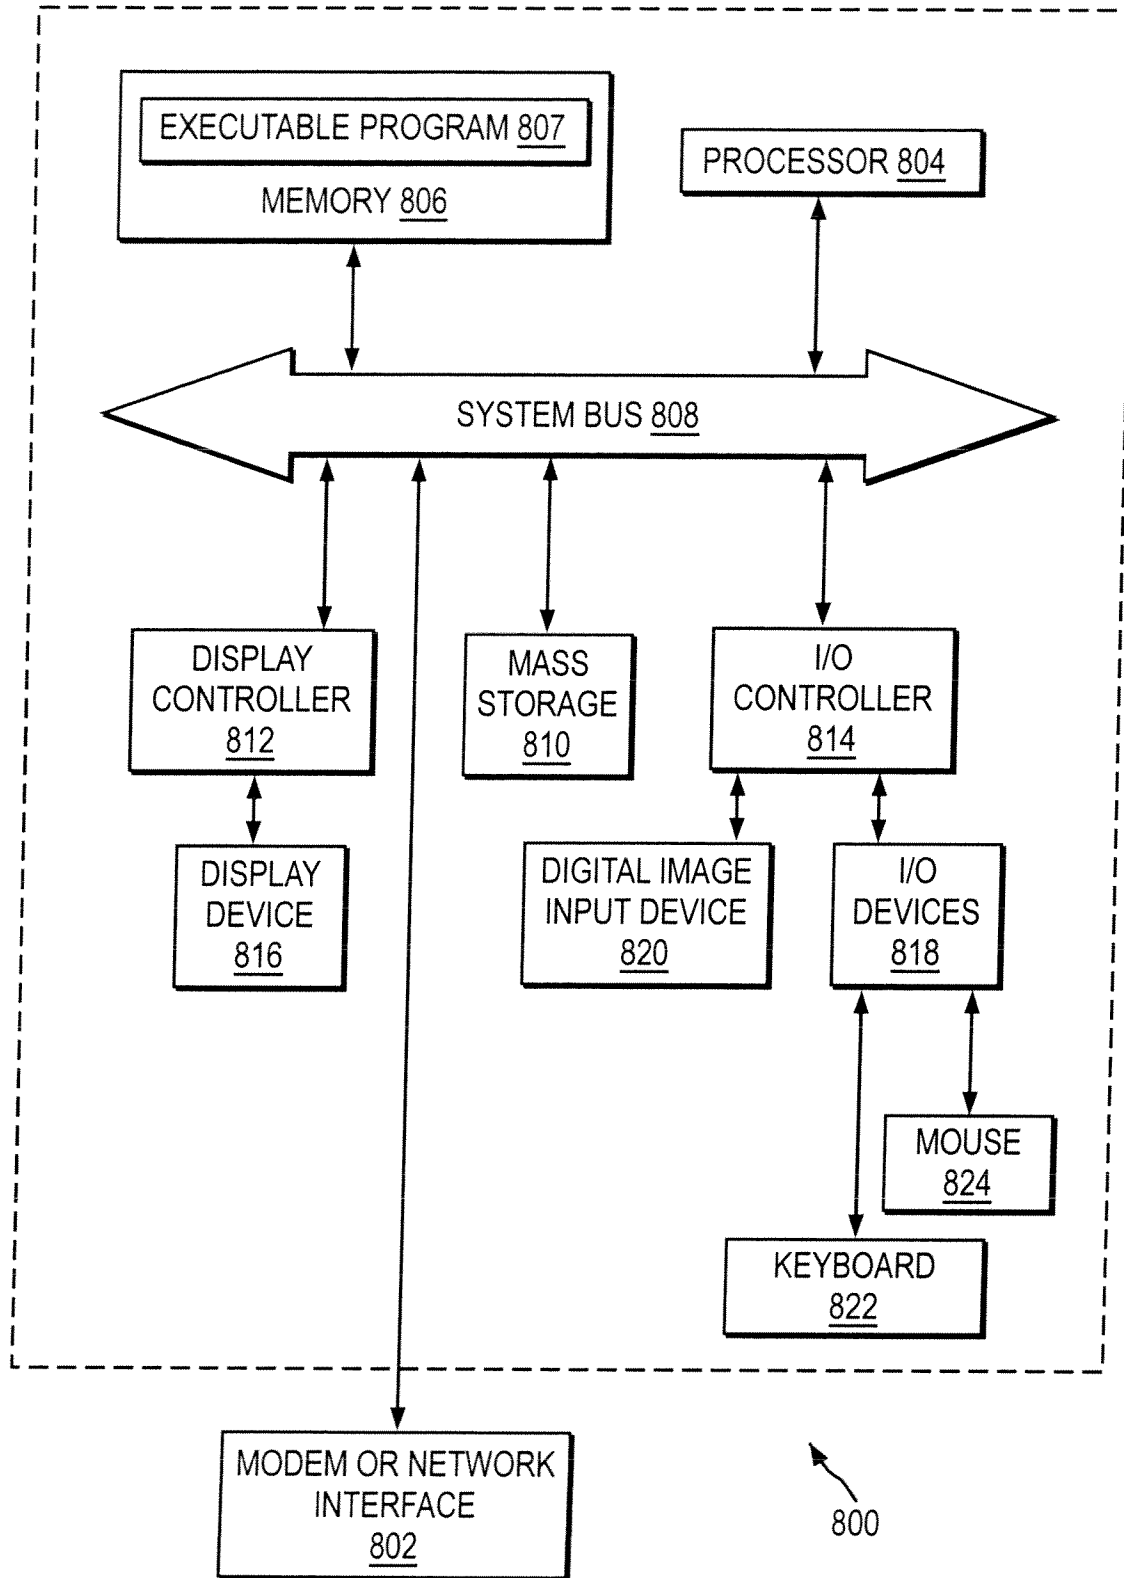 EXECUTABLE PROGRAM 807
MEMORY 806
PROCESSOR 804
SYSTEM BUS 808
DISPLAY
CONTROLLER
812
MASS
STORAGE
810
I/O
CONTROLLER
814
DISPLAY
DEVICE
816
DIGITAL IMAGE
INPUT DEVICE
820
I/O
DEVICES
818
MOUSE
824
KEYBOARD
822
MODEM OR NETWORK
INTERFACE
802
800